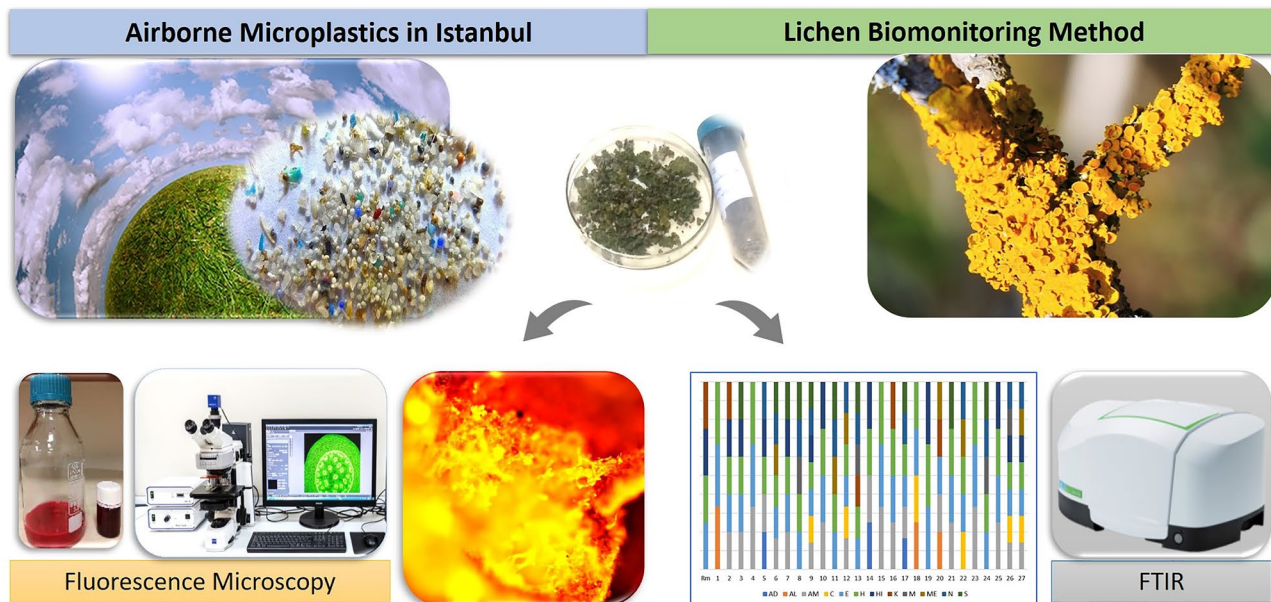 Airborne Microplastics in Istanbul
Lichen Biomonitoring Method
Rm 1 2 3 4 5 6 7 8 9 10 11 12 13 14 15 16 17 18 19 20 21 22 23 24 25 26 27
AD AL AM C E H HI K M ME N S
Fluorescence Microscopy
FTIR